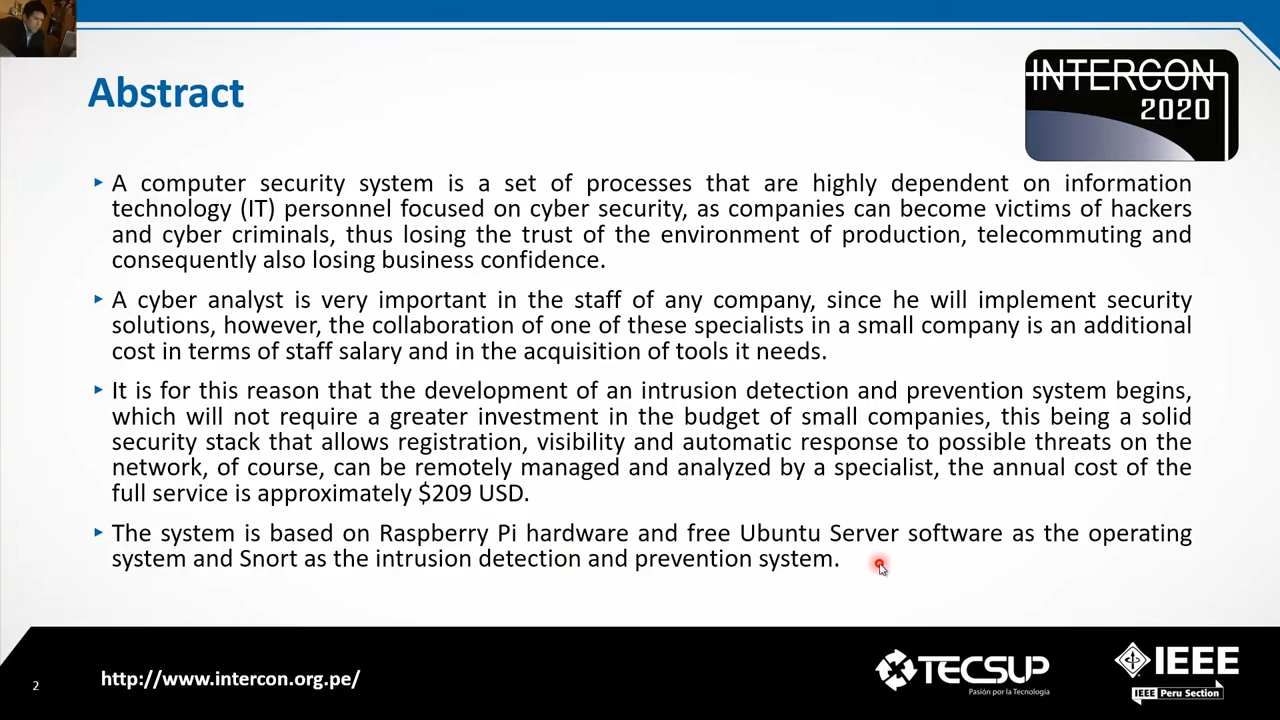 Abstract
INTERCON
2020
A computer security system is a set of processes that are highly dependent on information
technology (IT) personnel focused on cyber security, as companies can become victims of hackers
and cyber criminals, thus losing the trust of the environment of production, telecommuting and
consequently also losing business confidence.
A cyber analyst is very important in the staff of any company, since he will implement security
solutions, however, the collaboration of one of these specialists in a small company is an additional
cost in terms of staff salary and in the acquisition of tools it needs.
It is for this reason that the development of an intrusion detection and prevention system begins,
which will not require a greater investment in the budget of small companies, this being a solid
security stack that allows registration, visibility and automatic response to possible threats on the
network, of course, can be remotely managed and analyzed by a specialist, the annual cost of the
full service is approximately $209 USD.
The system is based on Raspberry Pi hardware and free Ubuntu Server software as the operating
system and Snort as the intrusion detection and prevention system.
2
http://www.intercon.org.pe/
TECSUP
Pasión por la Tecnología
IEEE
IEEE Peru Section